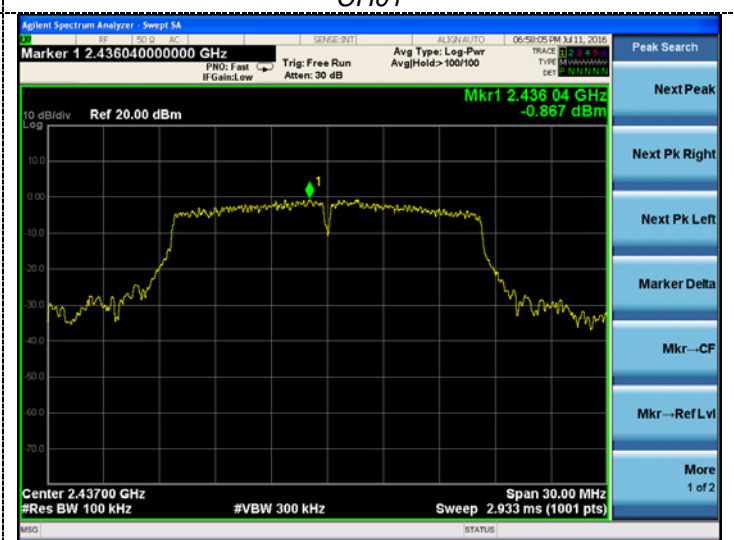 CH01
Agilent Spectrum Analyzer - Swept SA
RF 50 Ω AC SENSE:INT ALIGNAUTO 06:58:05 PM Jul 11, 2016
Marker 1 2.436040000000 GHz
PNO: Fast
IFGain:Low
Trig: Free Run
Atten: 30 dB
Avg Type: Log-Pwr
Avg|Hold:>100/100
TRACE 1 2 3 4 5 6
TYPE M
DET P N N N N N
Mkr1 2.436 04 GHz
-0.867 dBm
10 dB/div Ref 20.00 dBm
Log
10.0
0.00
-10.0
-20.0
-30.0
-40.0
-50.0
-60.0
-70.0
1
Center 2.43700 GHz
#Res BW 100 kHz
#VBW 300 kHz
Span 30.00 MHz
Sweep 2.933 ms (1001 pts)
MSG
STATUS
Peak Search
Next Peak
Next Pk Right
Next Pk Left
Marker Delta
Mkr→CF
Mkr→Ref Lvl
More
1 of 2